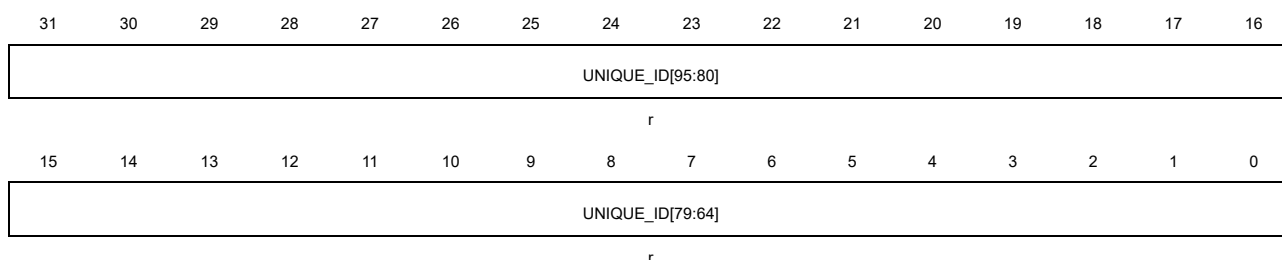 31 30 29 28 27 26 25 24 23 22 21 20 19 18 17 16
UNIQUE_ID[95:80]
r
15 14 13 12 11 10 9 8 7 6 5 4 3 2 1 0
UNIQUE_ID[79:64]
r